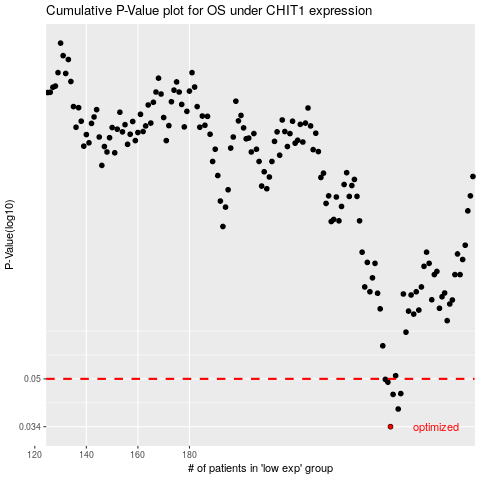 Cumulative P-Value plot for OS under CHIT1 expression
P-Value(log10)
0.05
0.034
optimized
120 140 160 180
# of patients in 'low exp' group